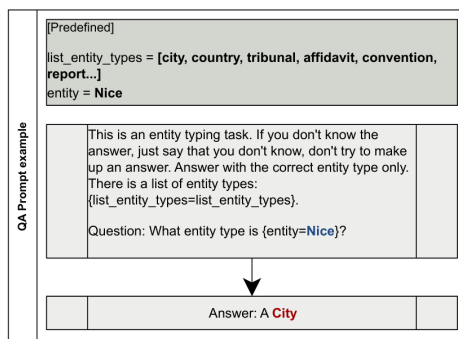 QA Prompt example
[Predefined]
list_entity_types = [city, country, tribunal, affidavit, convention,
report...]
entity = Nice
This is an entity typing task. If you don't know the
answer, just say that you don't know, don't try to make
up an answer. Answer with the correct entity type only.
There is a list of entity types:
{list_entity_types=list_entity_types}.
Question: What entity type is {entity=Nice}?
Answer: A City